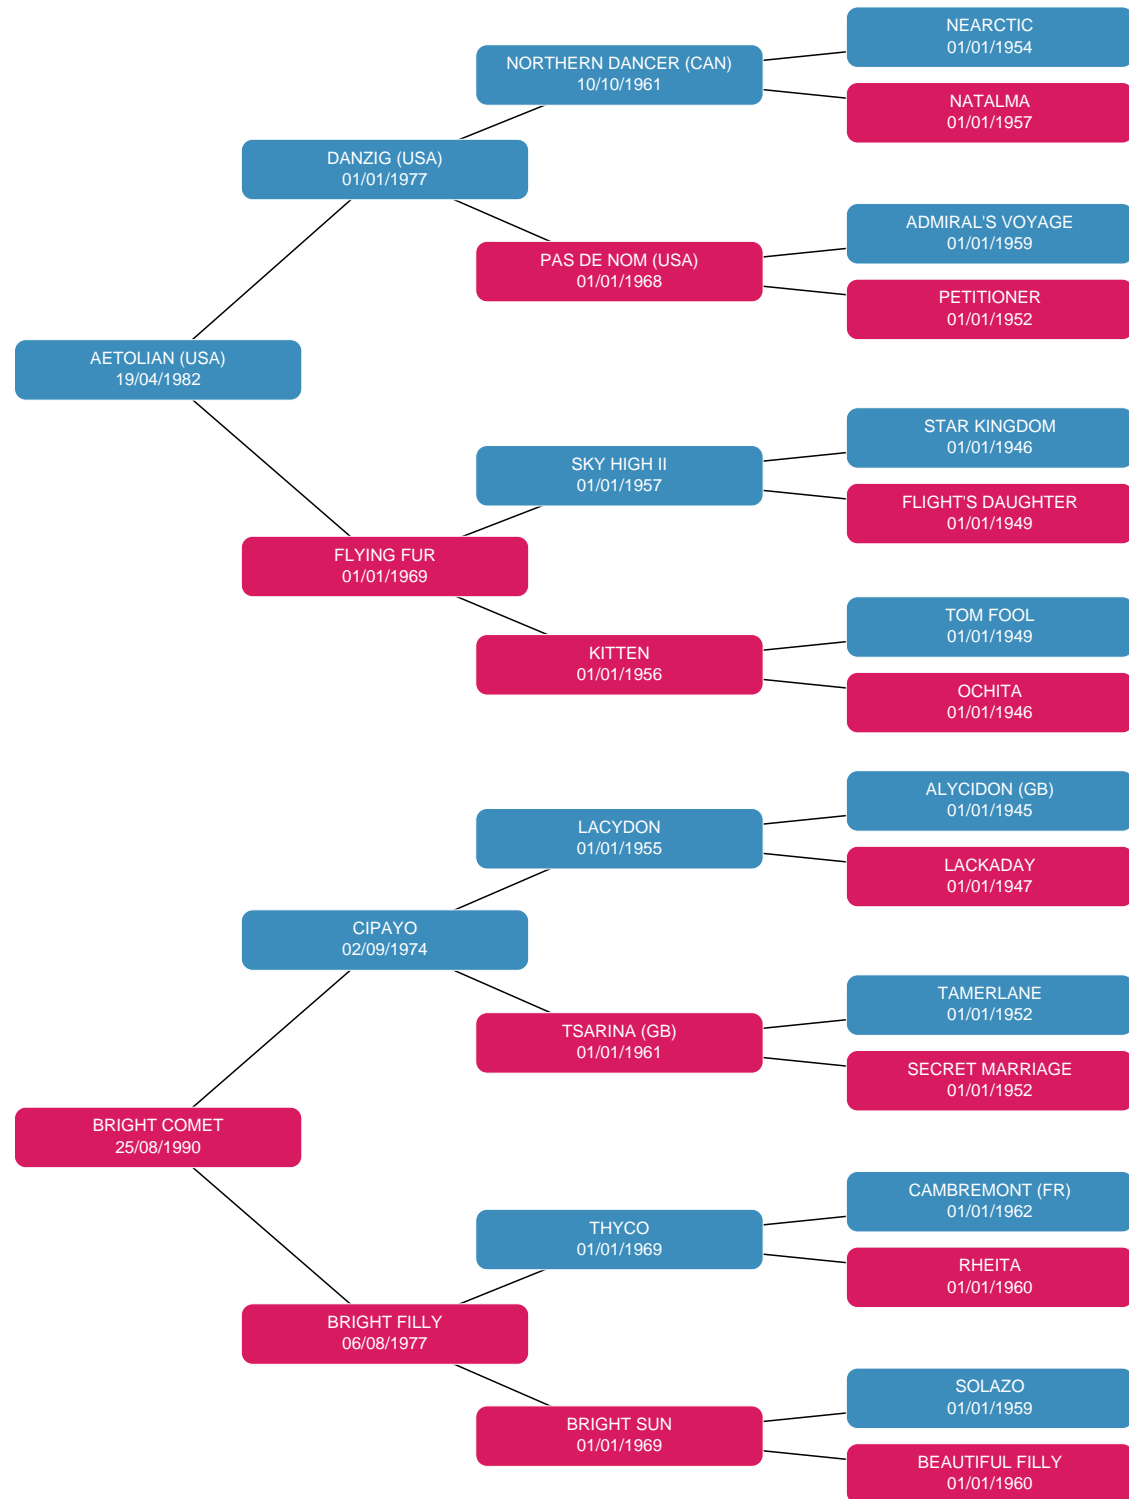 NEARCTIC
01/01/1954
NORTHERN DANCER (CAN)
10/10/1961
NATALMA
01/01/1957
DANZIG (USA)
01/01/1977
ADMIRAL'S VOYAGE
01/01/1959
PAS DE NOM (USA)
01/01/1968
PETITIONER
01/01/1952
AETOLIAN (USA)
19/04/1982
STAR KINGDOM
01/01/1946
SKY HIGH II
01/01/1957
FLIGHT'S DAUGHTER
01/01/1949
FLYING FUR
01/01/1969
TOM FOOL
01/01/1949
KITTEN
01/01/1956
OCHITA
01/01/1946
ALYCIDON (GB)
01/01/1945
LACYDON
01/01/1955
LACKADAY
01/01/1947
CIPAYO
02/09/1974
TAMERLANE
01/01/1952
TSARINA (GB)
01/01/1961
SECRET MARRIAGE
01/01/1952
BRIGHT COMET
25/08/1990
CAMBREMONT (FR)
01/01/1962
THYCO
01/01/1969
RHEITA
01/01/1960
BRIGHT FILLY
06/08/1977
SOLAZO
01/01/1959
BRIGHT SUN
01/01/1969
BEAUTIFUL FILLY
01/01/1960